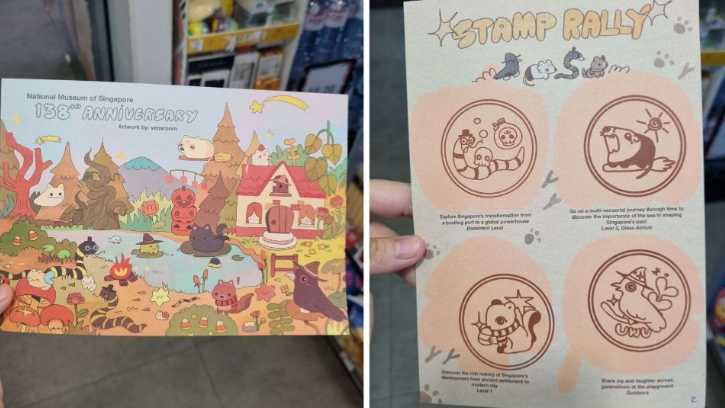 National Museum of Singapore
138th ANNIVERSARY
Artwork by: vinsroom
STAMP RALLY
Explore Singapore's transformation from
a bustling port to a global powerhouse
Basement Level
Go on a multi-sensorial journey through time to
discover the importance of the sea in shaping
Singapore's past
Level 2, Glass Atrium
Discover the rich history of Singapore's
development from ancient settlement to
modern city
Level 1
UWU
Share joy and laughter across
generations at the playground
Outdoors